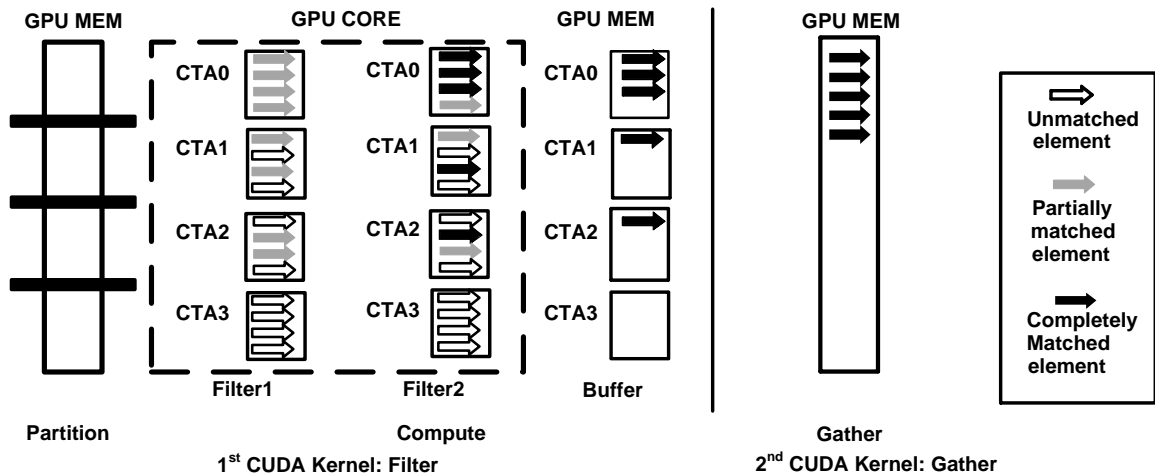 GPU MEM
GPU CORE
GPU MEM
GPU MEM
CTA0
CTA0
CTA0
CTA1
CTA1
CTA1
CTA2
CTA2
CTA2
CTA3
CTA3
CTA3
Filter1
Filter2
Buffer
Partition
Compute
Gather
1st CUDA Kernel: Filter
2nd CUDA Kernel: Gather
Unmatched
element
Partially
matched
element
Completely
Matched
element